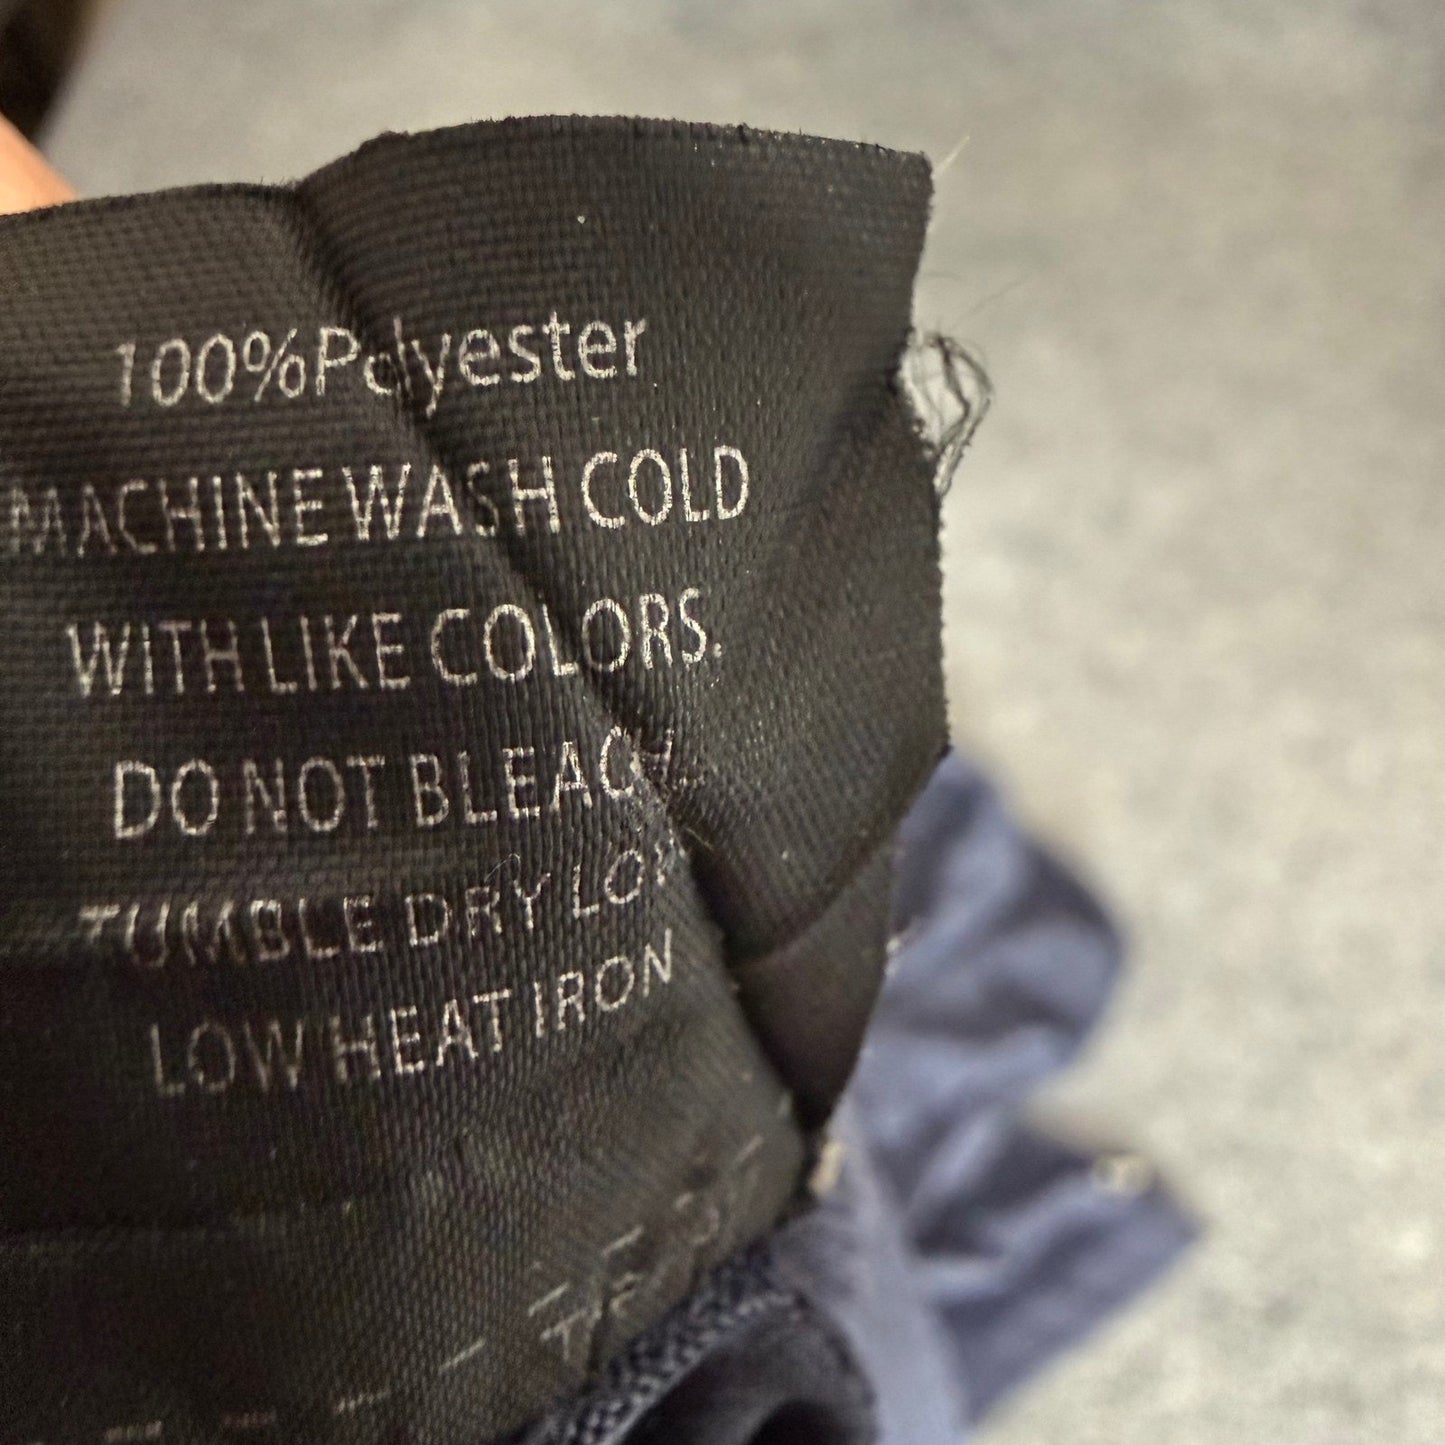 100%Polyester
MACHINE WASH COLD
WITH LIKE COLORS.
DO NOT BLEACH
TUMBLE DRY LOW
LOW HEAT IRON